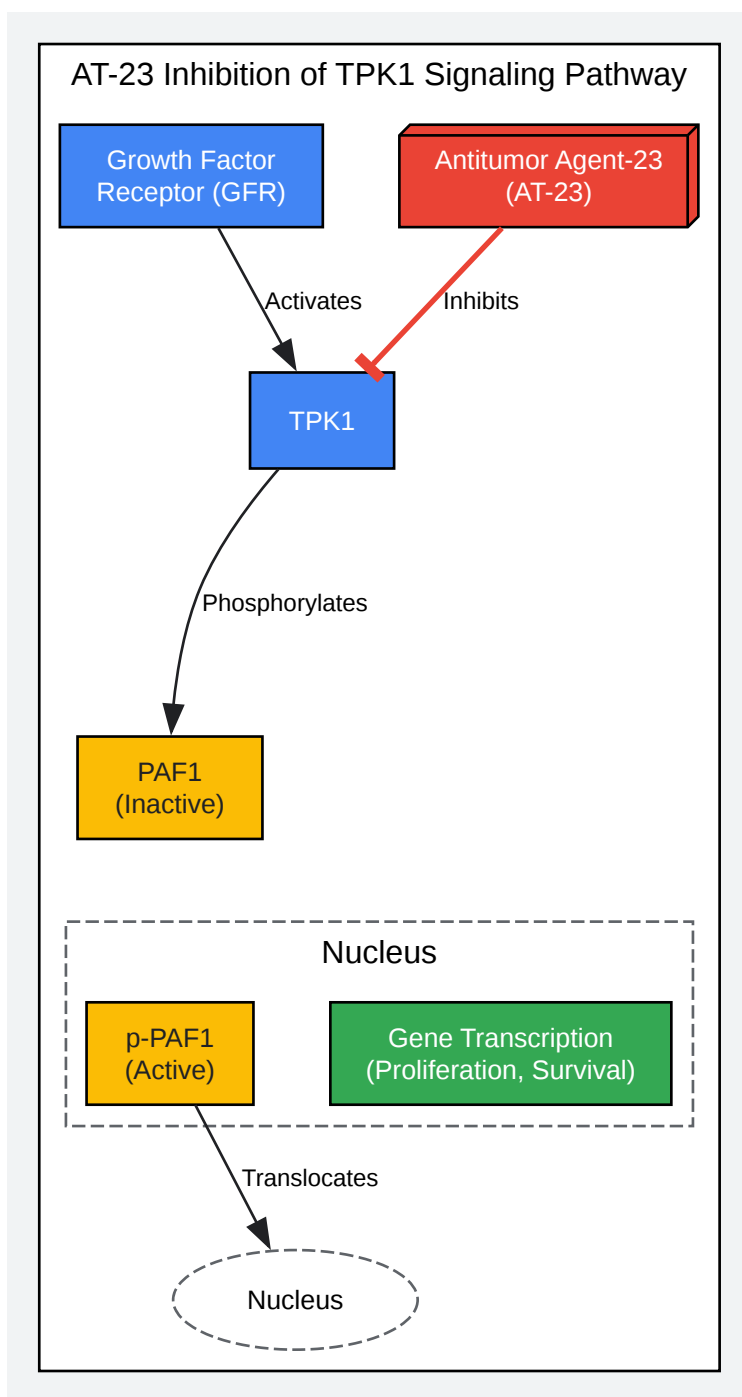 AT-23 Inhibition of TPK1 Signaling Pathway
Growth Factor
Receptor (GFR)
Antitumor Agent-23
(AT-23)
Activates
Inhibits
TPK1
Phosphorylates
PAF1
(Inactive)
Nucleus
p-PAF1
(Active)
Gene Transcription
(Proliferation, Survival)
Translocates
Nucleus